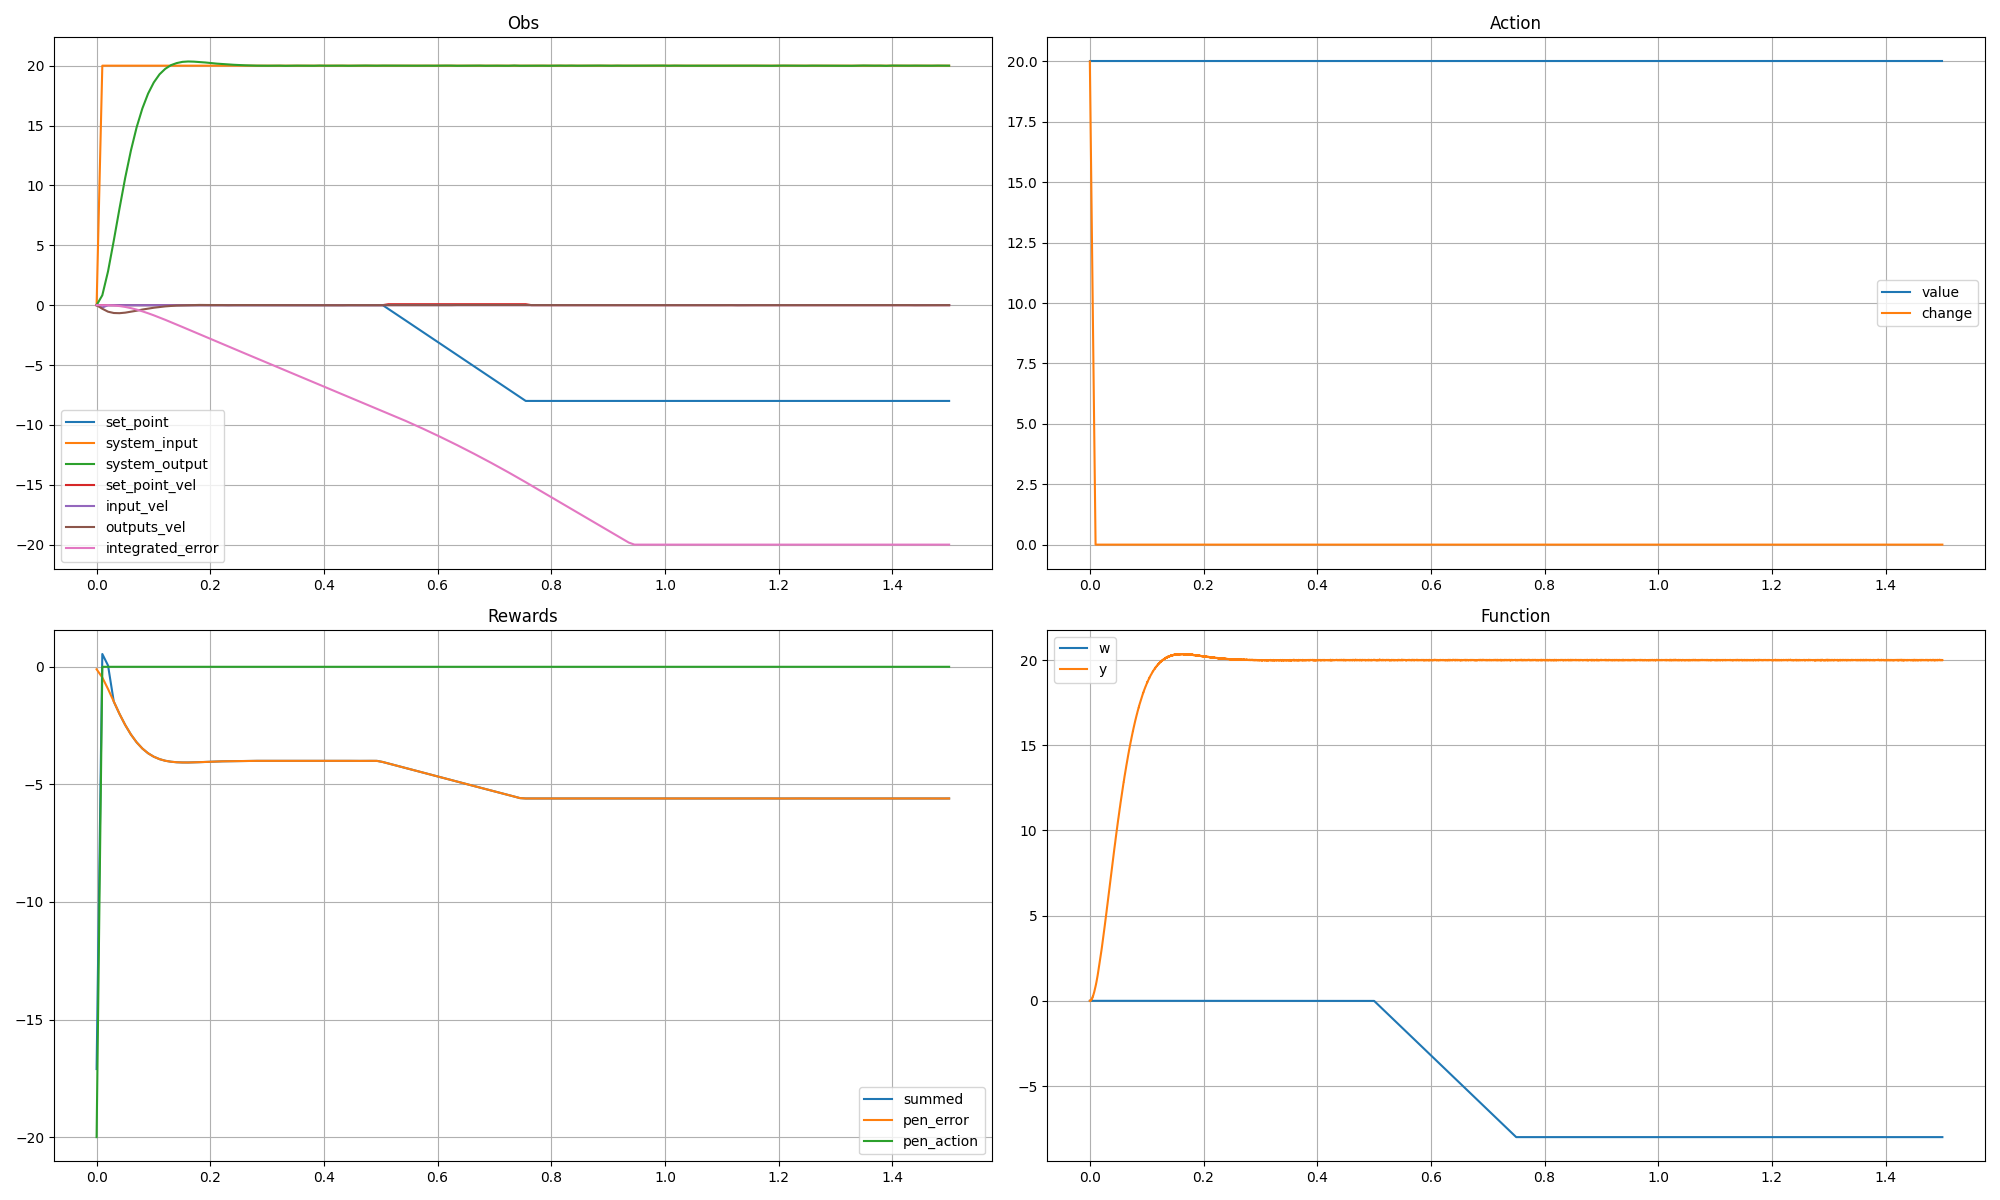 Obs
20
15
10
5
0
−5
−10
−15
−20
set_point
system_input
system_output
set_point_vel
input_vel
outputs_vel
integrated_error
0.0 0.2 0.4 0.6 0.8 1.0 1.2 1.4
Action
20.0
17.5
15.0
12.5
10.0
7.5
5.0
2.5
0.0
value
change
0.0 0.2 0.4 0.6 0.8 1.0 1.2 1.4
Rewards
0
−5
−10
−15
−20
summed
pen_error
pen_action
0.0 0.2 0.4 0.6 0.8 1.0 1.2 1.4
Function
w
y
20
15
10
5
0
−5
0.0 0.2 0.4 0.6 0.8 1.0 1.2 1.4